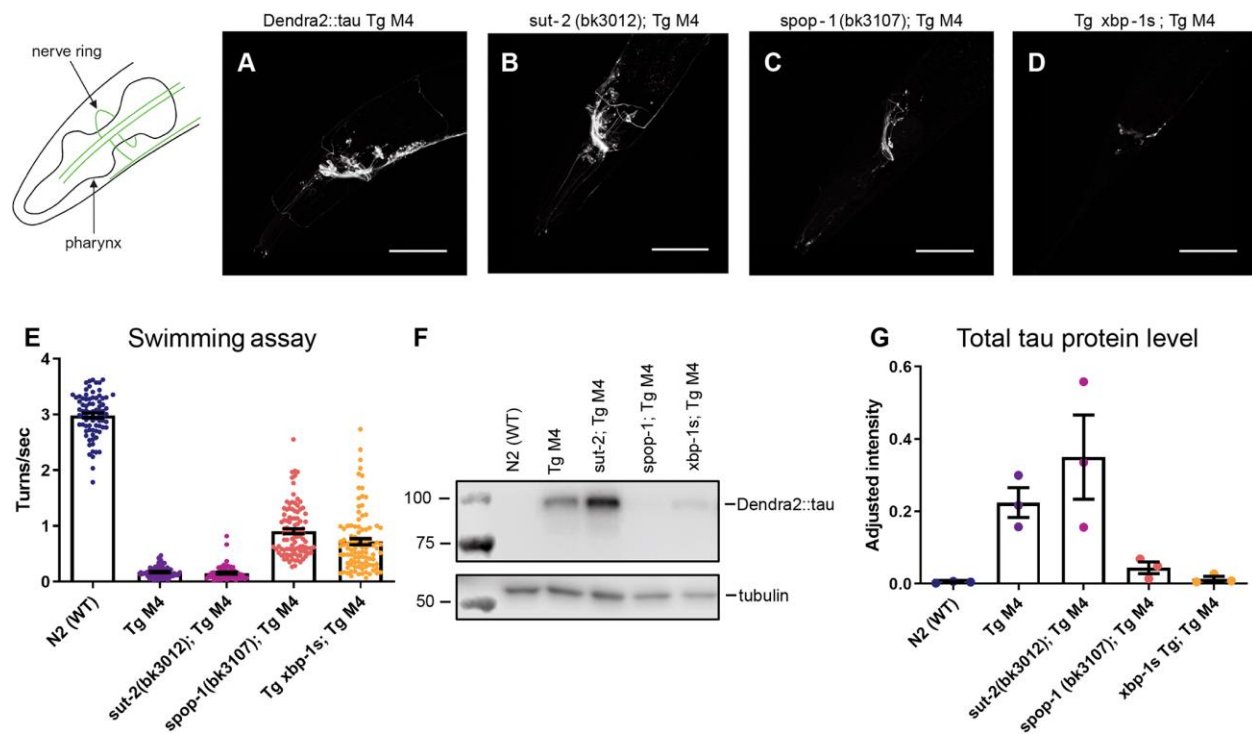 Dendra2::tau Tg M4
sut-2 (bk3012); Tg M4
spop-1 (bk3107); Tg M4
Tg xbp-1s ; Tg M4
nerve ring
pharynx
A
B
C
D
E
Swimming assay
Turns/sec
4
3
2
1
0
N2 (WT)
Tg M4
sut-2(bk3012); Tg M4
spop-1(bk3107); Tg M4
Tg xbp-1s; Tg M4
F
N2 (WT)
Tg M4
sut-2; Tg M4
spop-1; Tg M4
xbp-1s; Tg M4
100
75
50
Dendra2::tau
tubulin
G
Total tau protein level
Adjusted intensity
0.6
0.4
0.2
0.0
N2 (WT)
Tg M4
sut-2(bk3012); Tg M4
spop-1 (bk3107); Tg M4
xbp-1s Tg; Tg M4